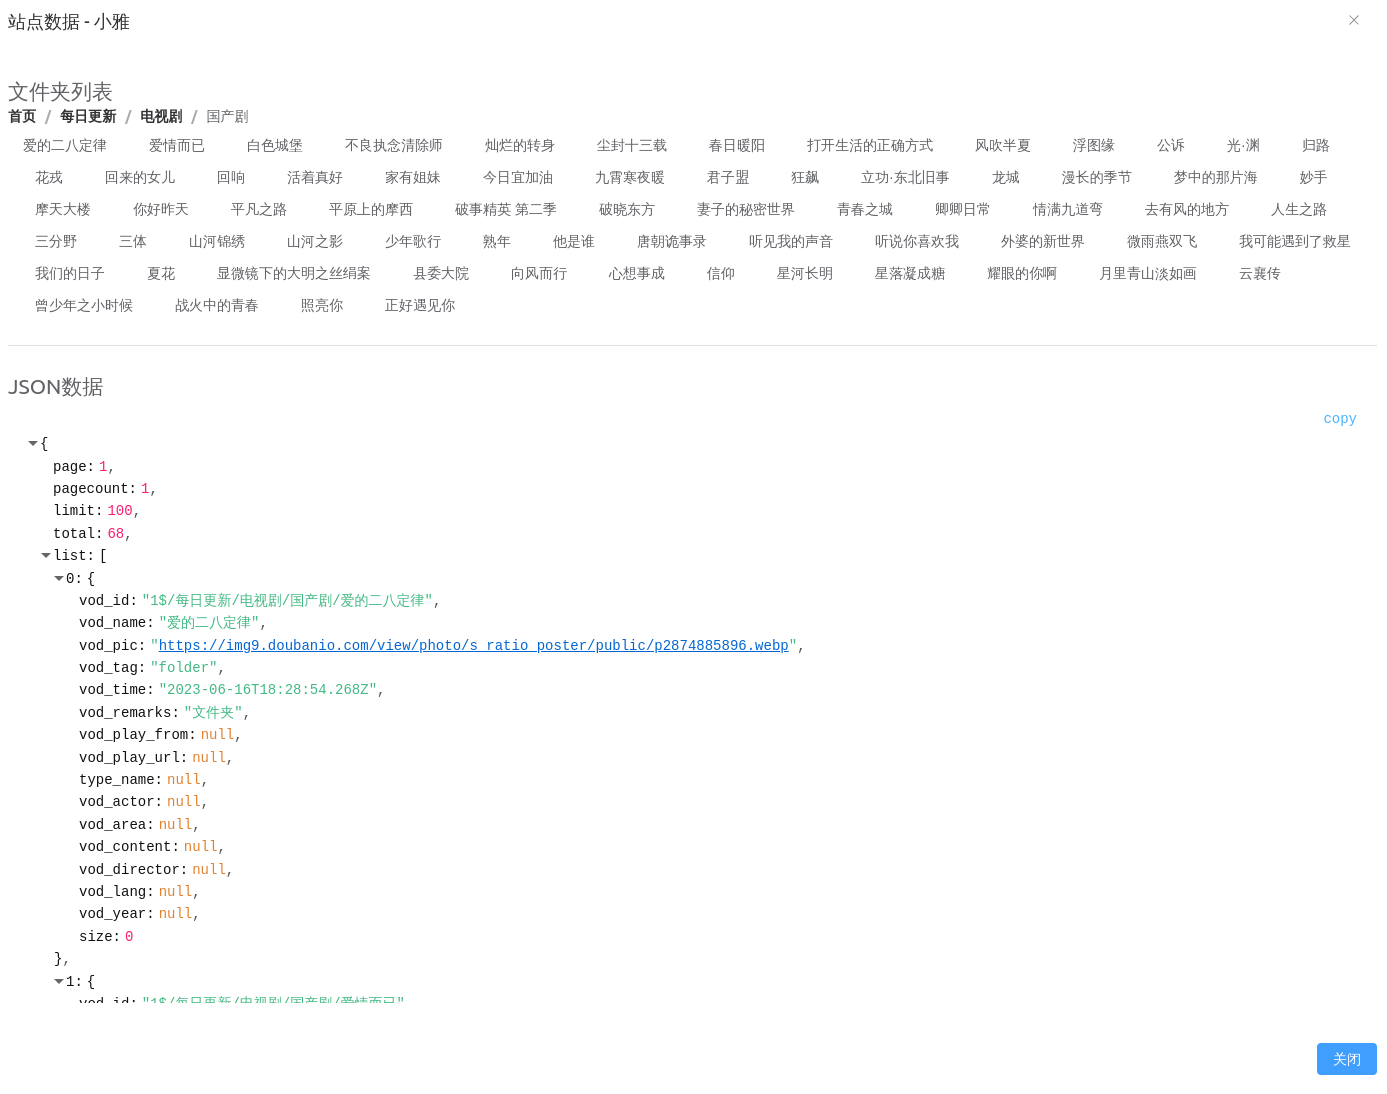 站点数据 - 小雅
文件夹列表
首页 / 每日更新 / 电视剧 / 国产剧
爱的二八定律 爱情而已 白色城堡 不良执念清除师 灿烂的转身 尘封十三载 春日暖阳 打开生活的正确方式 风吹半夏 浮图缘 公诉 光·渊 归路
花戎 回来的女儿 回响 活着真好 家有姐妹 今日宜加油 九霄寒夜暖 君子盟 狂飙 立功·东北旧事 龙城 漫长的季节 梦中的那片海 妙手
摩天大楼 你好昨天 平凡之路 平原上的摩西 破事精英 第二季 破晓东方 妻子的秘密世界 青春之城 卿卿日常 情满九道弯 去有风的地方 人生之路
三分野 三体 山河锦绣 山河之影 少年歌行 熟年 他是谁 唐朝诡事录 听见我的声音 听说你喜欢我 外婆的新世界 微雨燕双飞 我可能遇到了救星
我们的日子 夏花 显微镜下的大明之丝绢案 县委大院 向风而行 心想事成 信仰 星河长明 星落凝成糖 耀眼的你啊 月里青山淡如画 云襄传
曾少年之小时候 战火中的青春 照亮你 正好遇见你
JSON数据
copy
{
page: 1,
pagecount: 1,
limit: 100,
total: 68,
list: [
0: {
vod_id: "1$/每日更新/电视剧/国产剧/爱的二八定律",
vod_name: "爱的二八定律",
vod_pic: "https://img9.doubanio.com/view/photo/s_ratio_poster/public/p2874885896.webp",
vod_tag: "folder",
vod_time: "2023-06-16T18:28:54.268Z",
vod_remarks: "文件夹",
vod_play_from: null,
vod_play_url: null,
type_name: null,
vod_actor: null,
vod_area: null,
vod_content: null,
vod_director: null,
vod_lang: null,
vod_year: null,
size: 0
},
1: {
vod_id: "1$/每日更新/电视剧/国产剧/爱情而已"
关闭